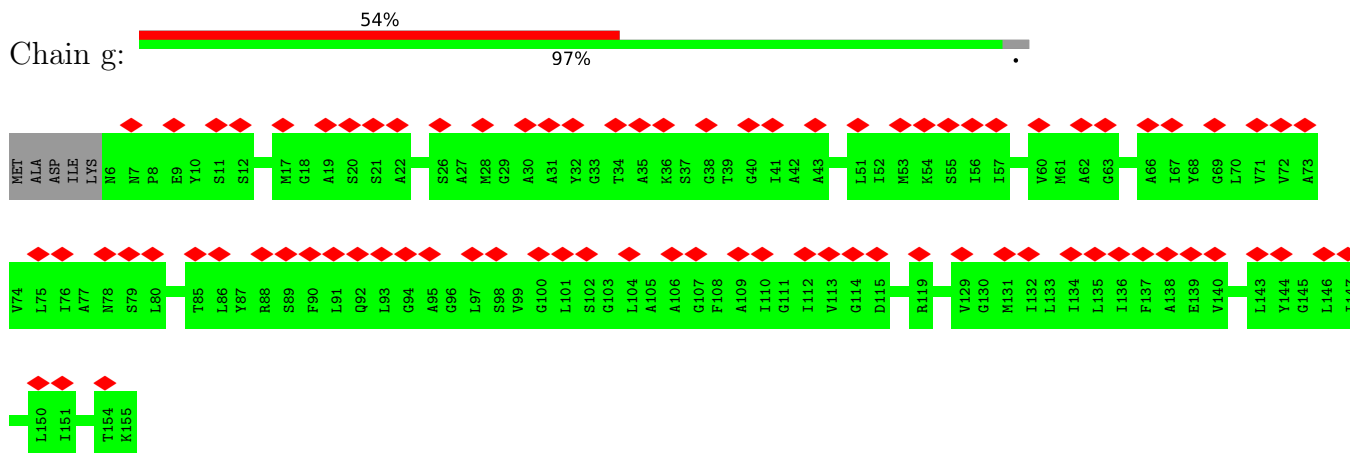 54%
Chain g:
97%
.
MET ALA ASP ILE LYS N6 N7 P8 E9 Y10 S11 S12 M17 G18 A19 S20 S21 A22 S26 A27 M28 G29 A30 A31 Y32 G33 T34 A35 K36 S37 G38 T39 G40 I41 A42 A43 L51 I52 M53 K54 S55 I56 I57 V60 M61 A62 G63 A66 I67 Y68 G69 L70 V71 V72 A73
V74 L75 I76 A77 N78 S79 L80 T85 L86 Y87 R88 S89 F90 L91 Q92 L93 G94 A95 G96 L97 S98 V99 G100 L101 S102 G103 L104 A105 A106 G107 F108 A109 I110 G111 I112 V113 G114 D115 R119 V129 G130 M131 I132 L133 I134 L135 I136 F137 A138 E139 V140 L143 Y144 G145 L146 I147
L150 I151 T154 K155